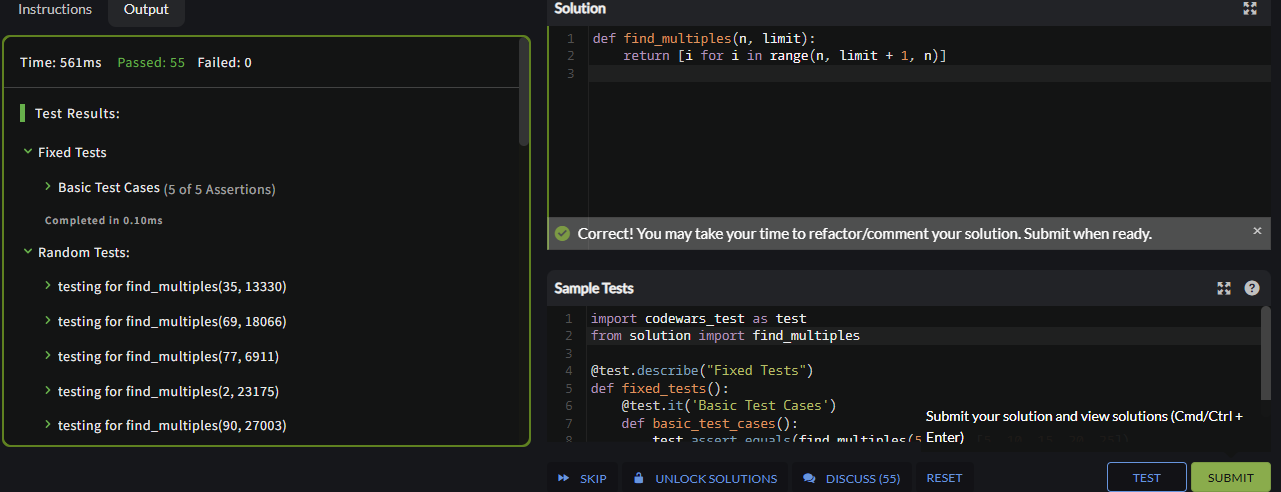 Instructions
Output
Time: 561ms Passed: 55 Failed: 0
Test Results:
Fixed Tests
Basic Test Cases (5 of 5 Assertions)
Completed in 0.10ms
Random Tests:
testing for find_multiples(35, 13330)
testing for find_multiples(69, 18066)
testing for find_multiples(77, 6911)
testing for find_multiples(2, 23175)
testing for find_multiples(90, 27003)
Solution
1 def find_multiples(n, limit):
2 return [i for i in range(n, limit + 1, n)]
3
Correct! You may take your time to refactor/comment your solution. Submit when ready.
Sample Tests
1 import codewars_test as test
2 from solution import find_multiples
3
4 @test.describe("Fixed Tests")
5 def fixed_tests():
6 @test.it('Basic Test Cases')
7 def basic_test_cases():
8 test.assert_equals(find_multiples(5
Submit your solution and view solutions (Cmd/Ctrl +
Enter)
SKIP
UNLOCK SOLUTIONS
DISCUSS (55)
RESET
TEST
SUBMIT